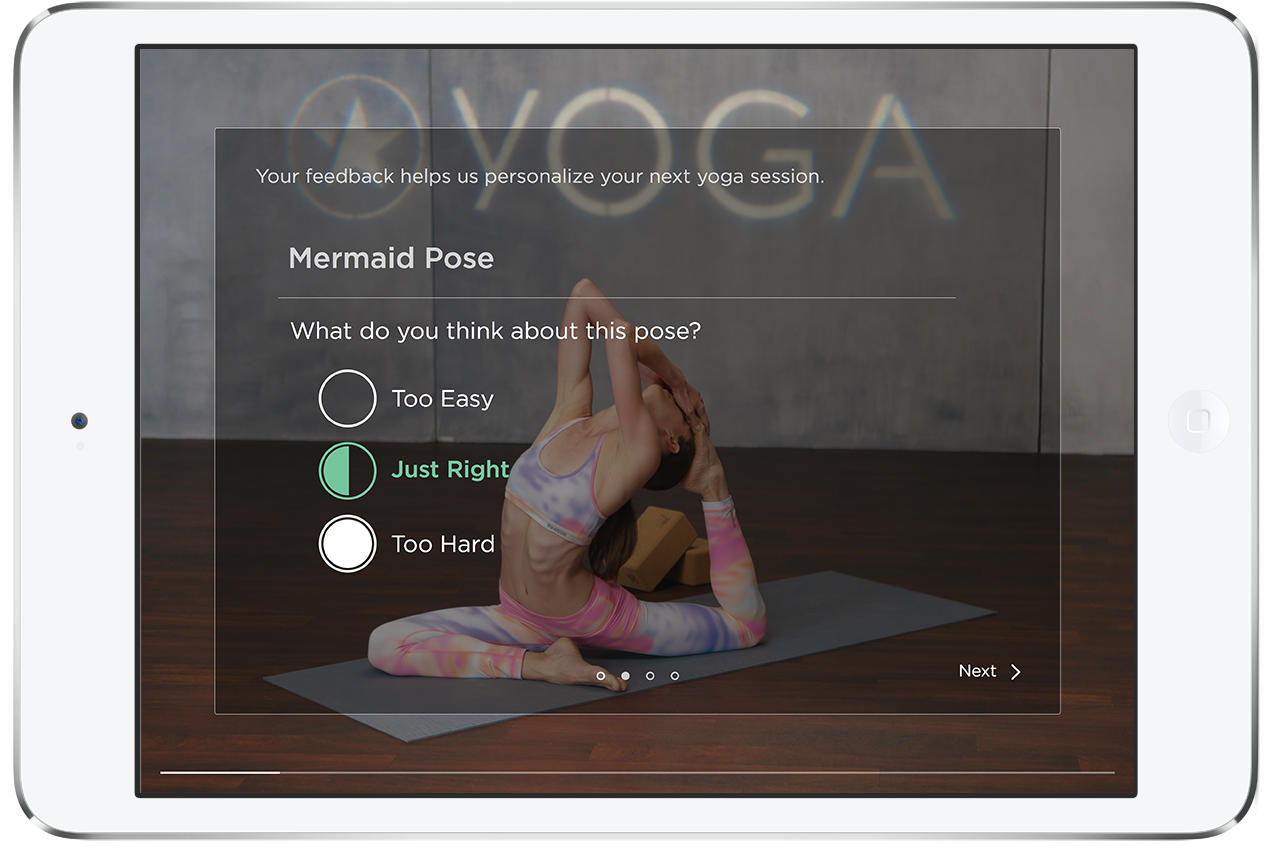 YOGA
Your feedback helps us personalize your next yoga session.
Mermaid Pose
What do you think about this pose?
Too Easy
Just Right
Too Hard
Next